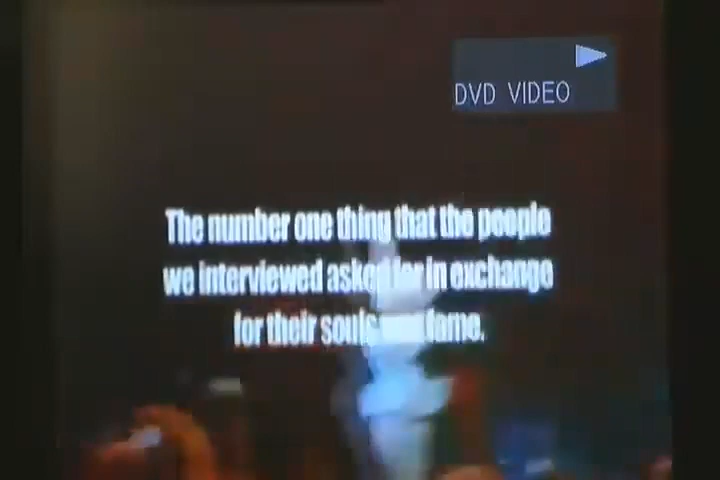 DVD VIDEO
The number one thing that the people
we interviewed asked for in exchange
for their souls was fame.